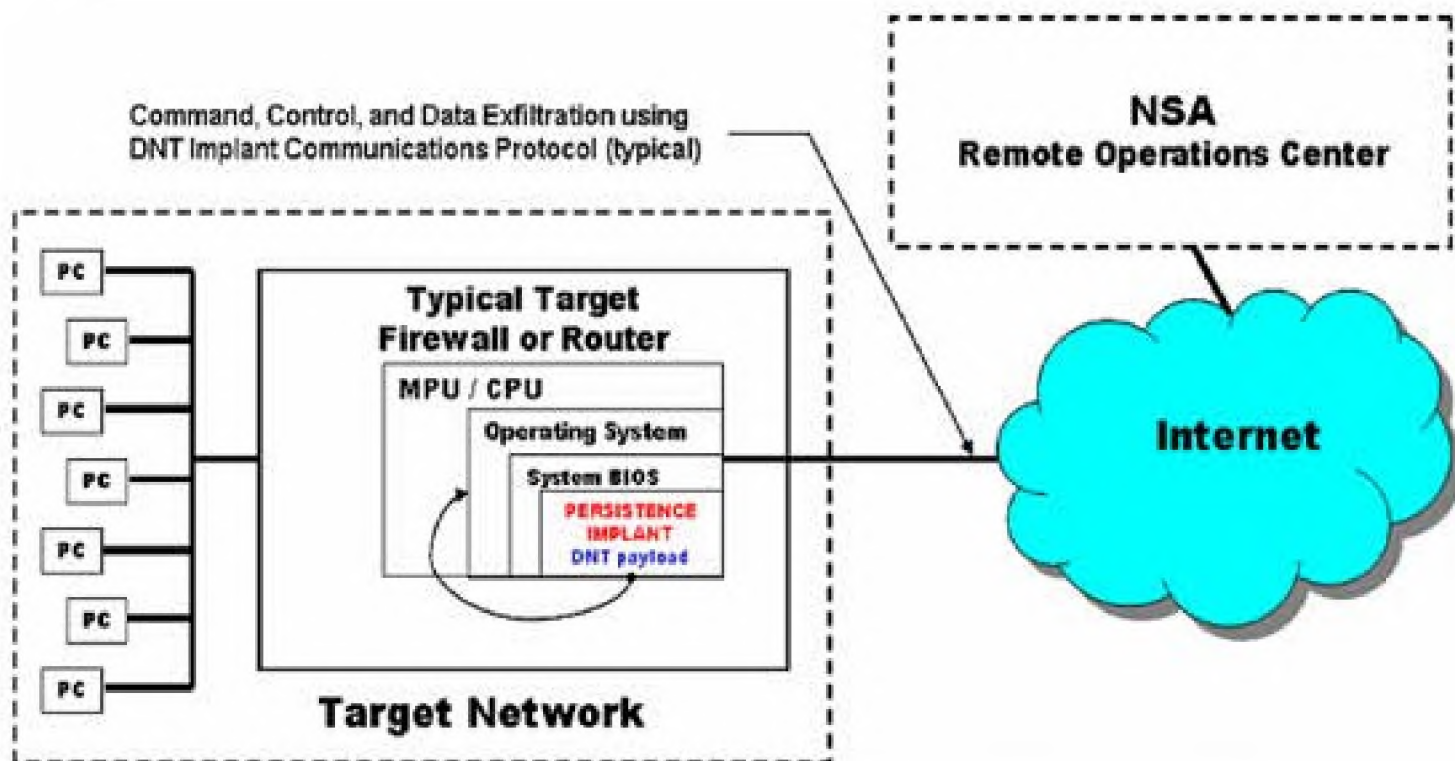 NSA
Remote Operations Center
Command, Control, and Data Exfiltration using
DNT Implant Communications Protocol (typical)
PC
PC
PC
PC
PC
PC
PC
Typical Target
Firewall or Router
MPU / CPU
Operating System
System BIOS
PERSISTENCE
IMPLANT
DNT payload
Internet
Target Network